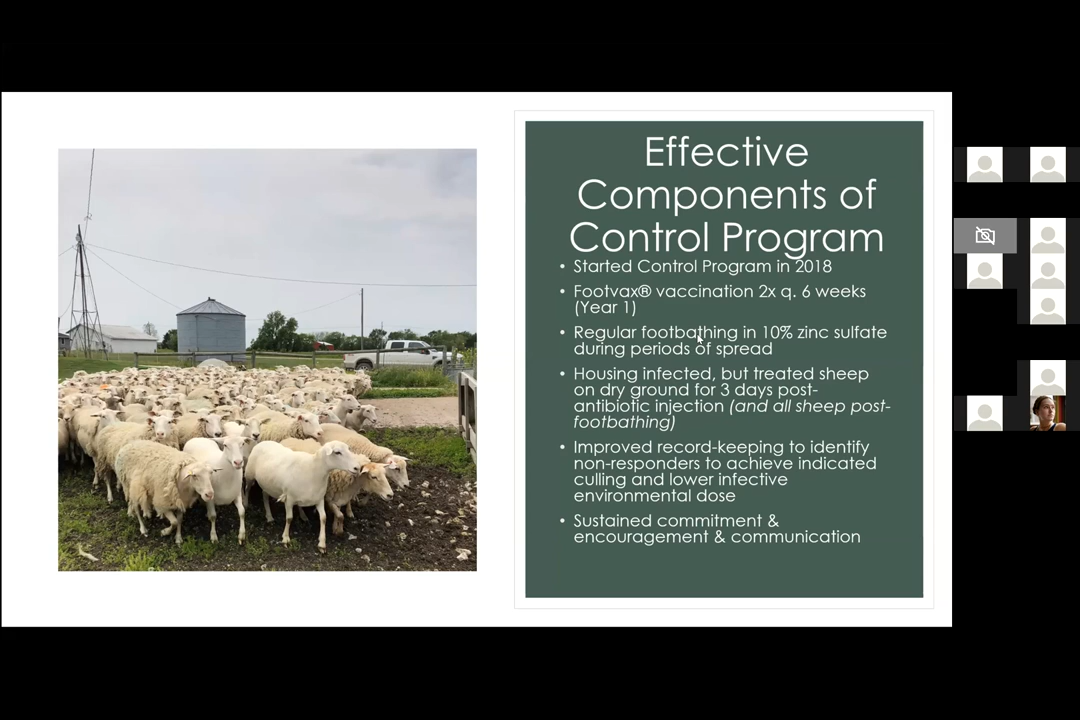 Effective
Components of
Control Program
• Started Control Program in 2018
• Footvax® vaccination 2x q. 6 weeks
(Year 1)
• Regular footbathing in 10% zinc sulfate
during periods of spread
• Housing infected, but treated sheep
on dry ground for 3 days post-
antibiotic injection (and all sheep post-
footbathing)
• Improved record-keeping to identify
non-responders to achieve indicated
culling and lower infective
environmental dose
• Sustained commitment &
encouragement & communication